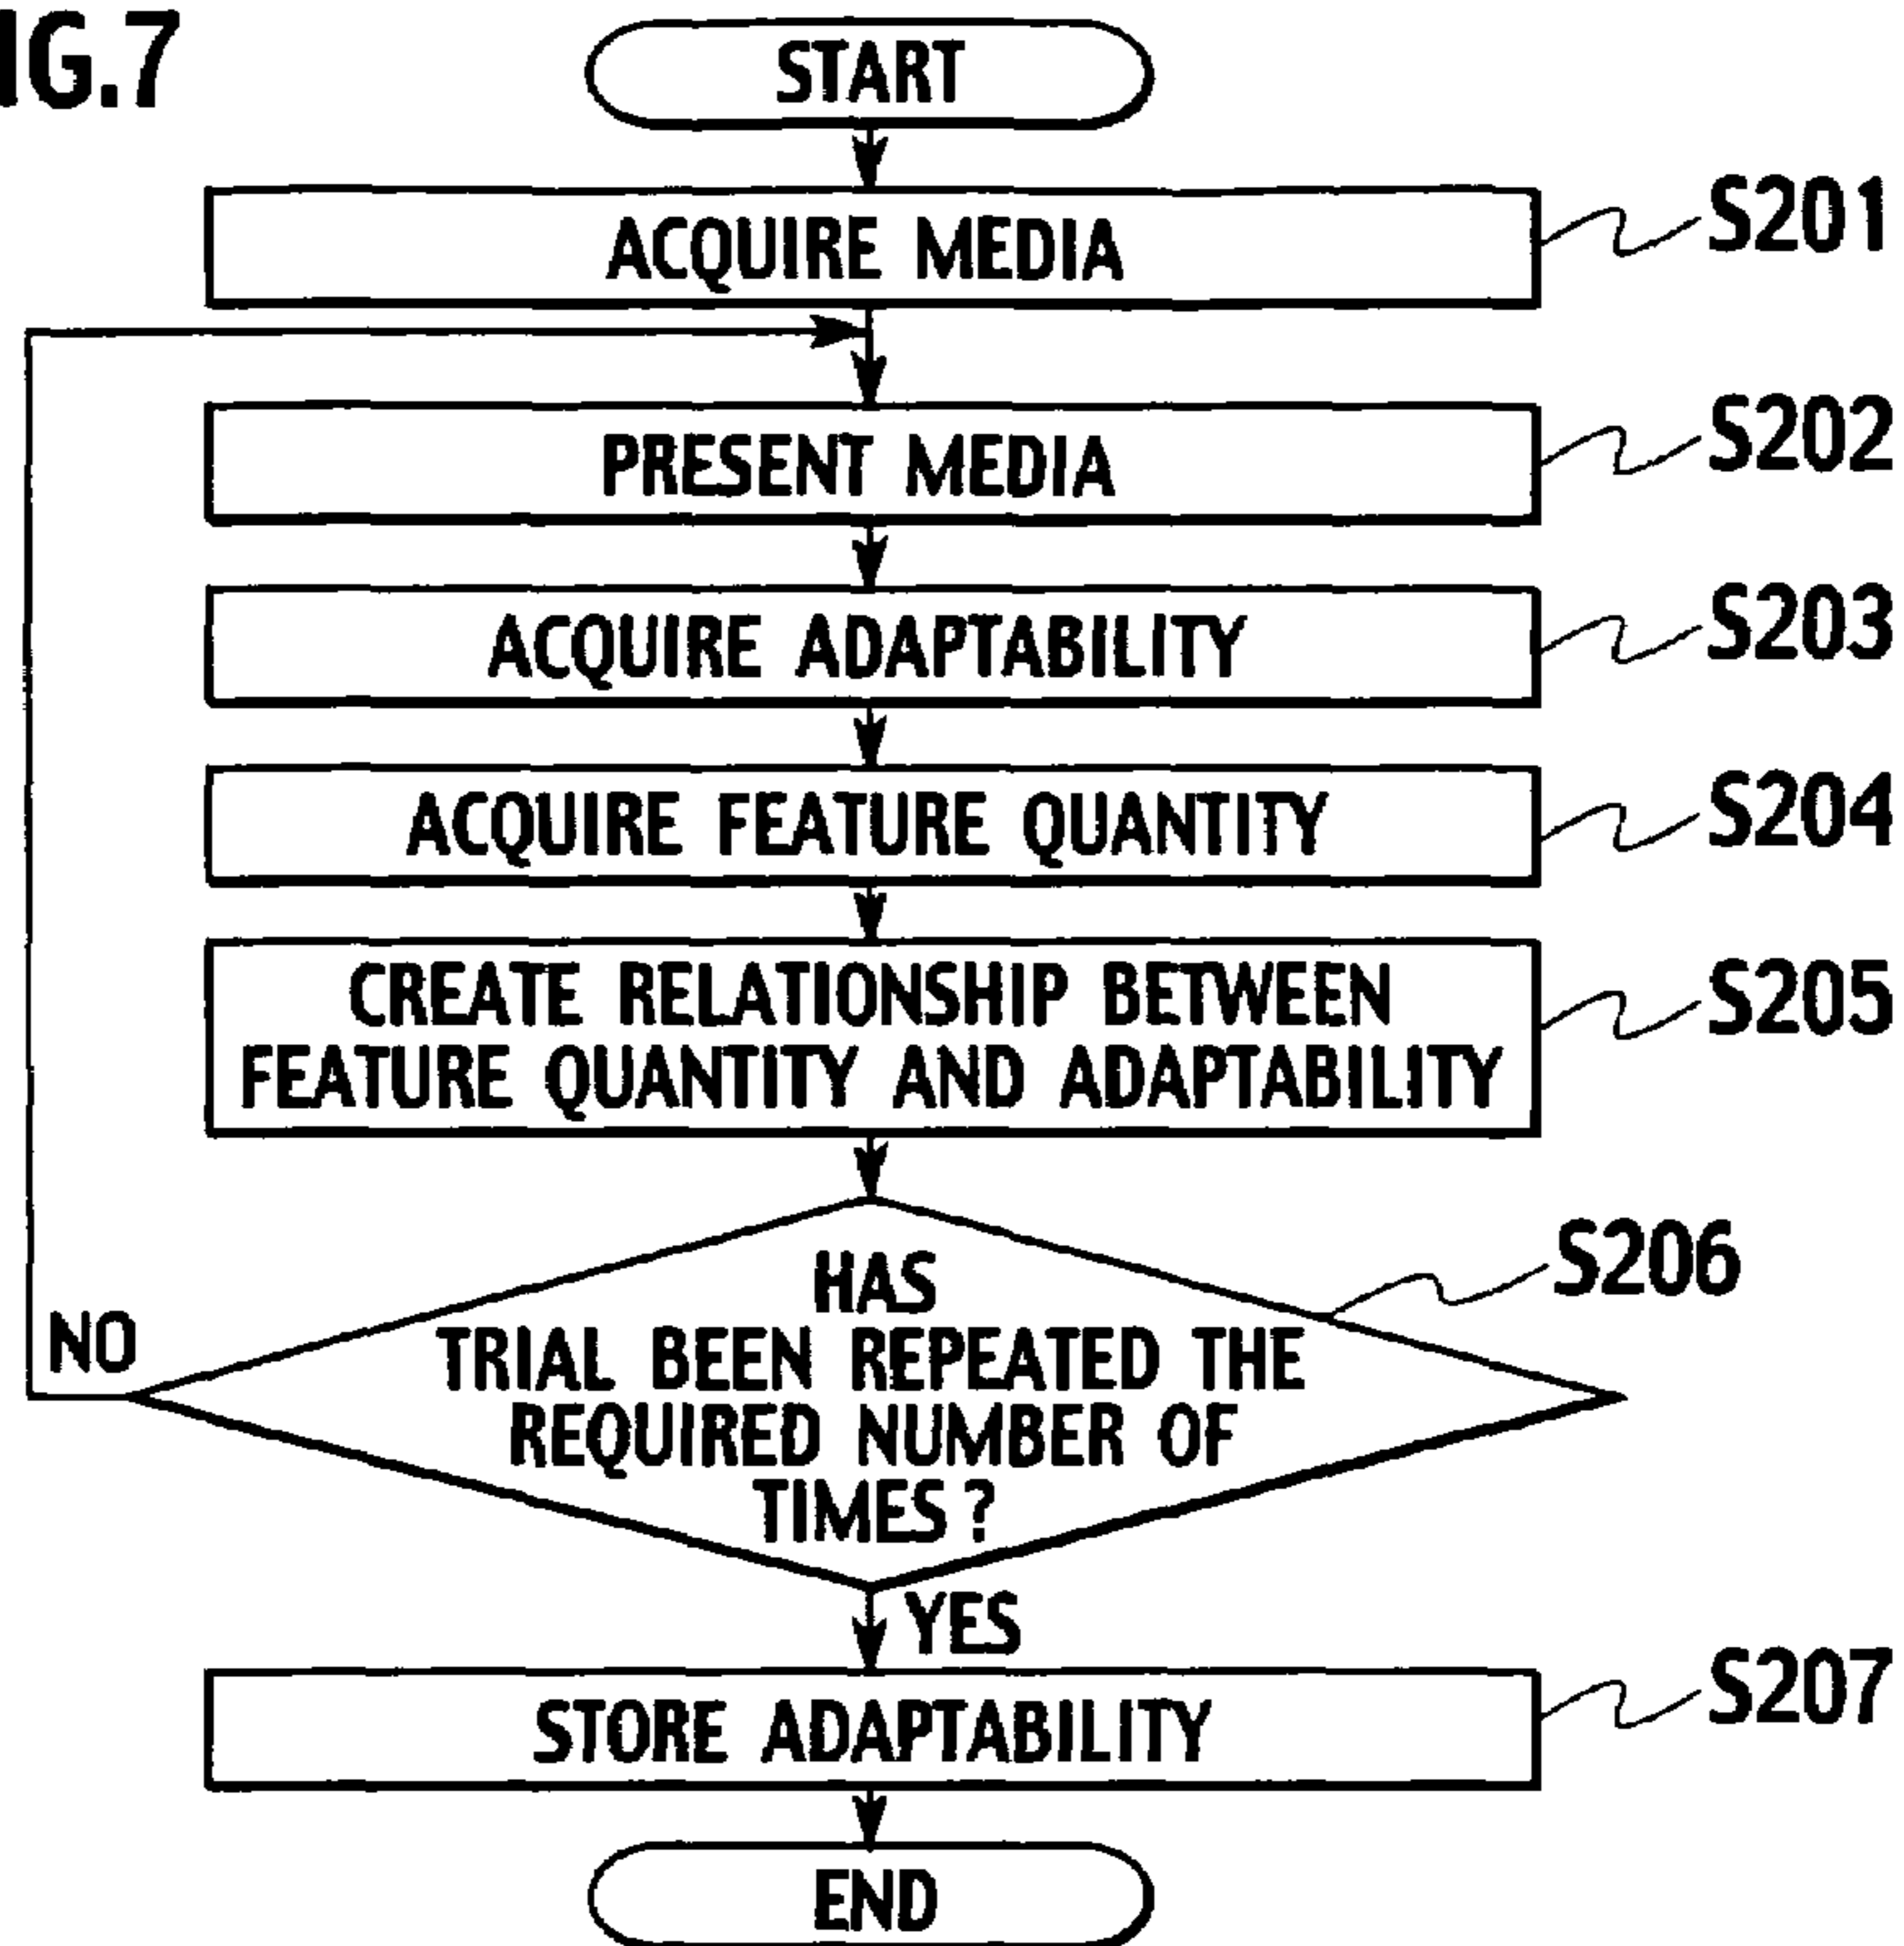 IG.7
START
ACQUIRE MEDIA
S201
PRESENT MEDIA
S202
ACQUIRE ADAPTABILITY
S203
ACQUIRE FEATURE QUANTITY
S204
CREATE RELATIONSHIP BETWEEN
FEATURE QUANTITY AND ADAPTABILITY
S205
HAS
TRIAL BEEN REPEATED THE
REQUIRED NUMBER OF
TIMES?
S206
NO
YES
STORE ADAPTABILITY
S207
END